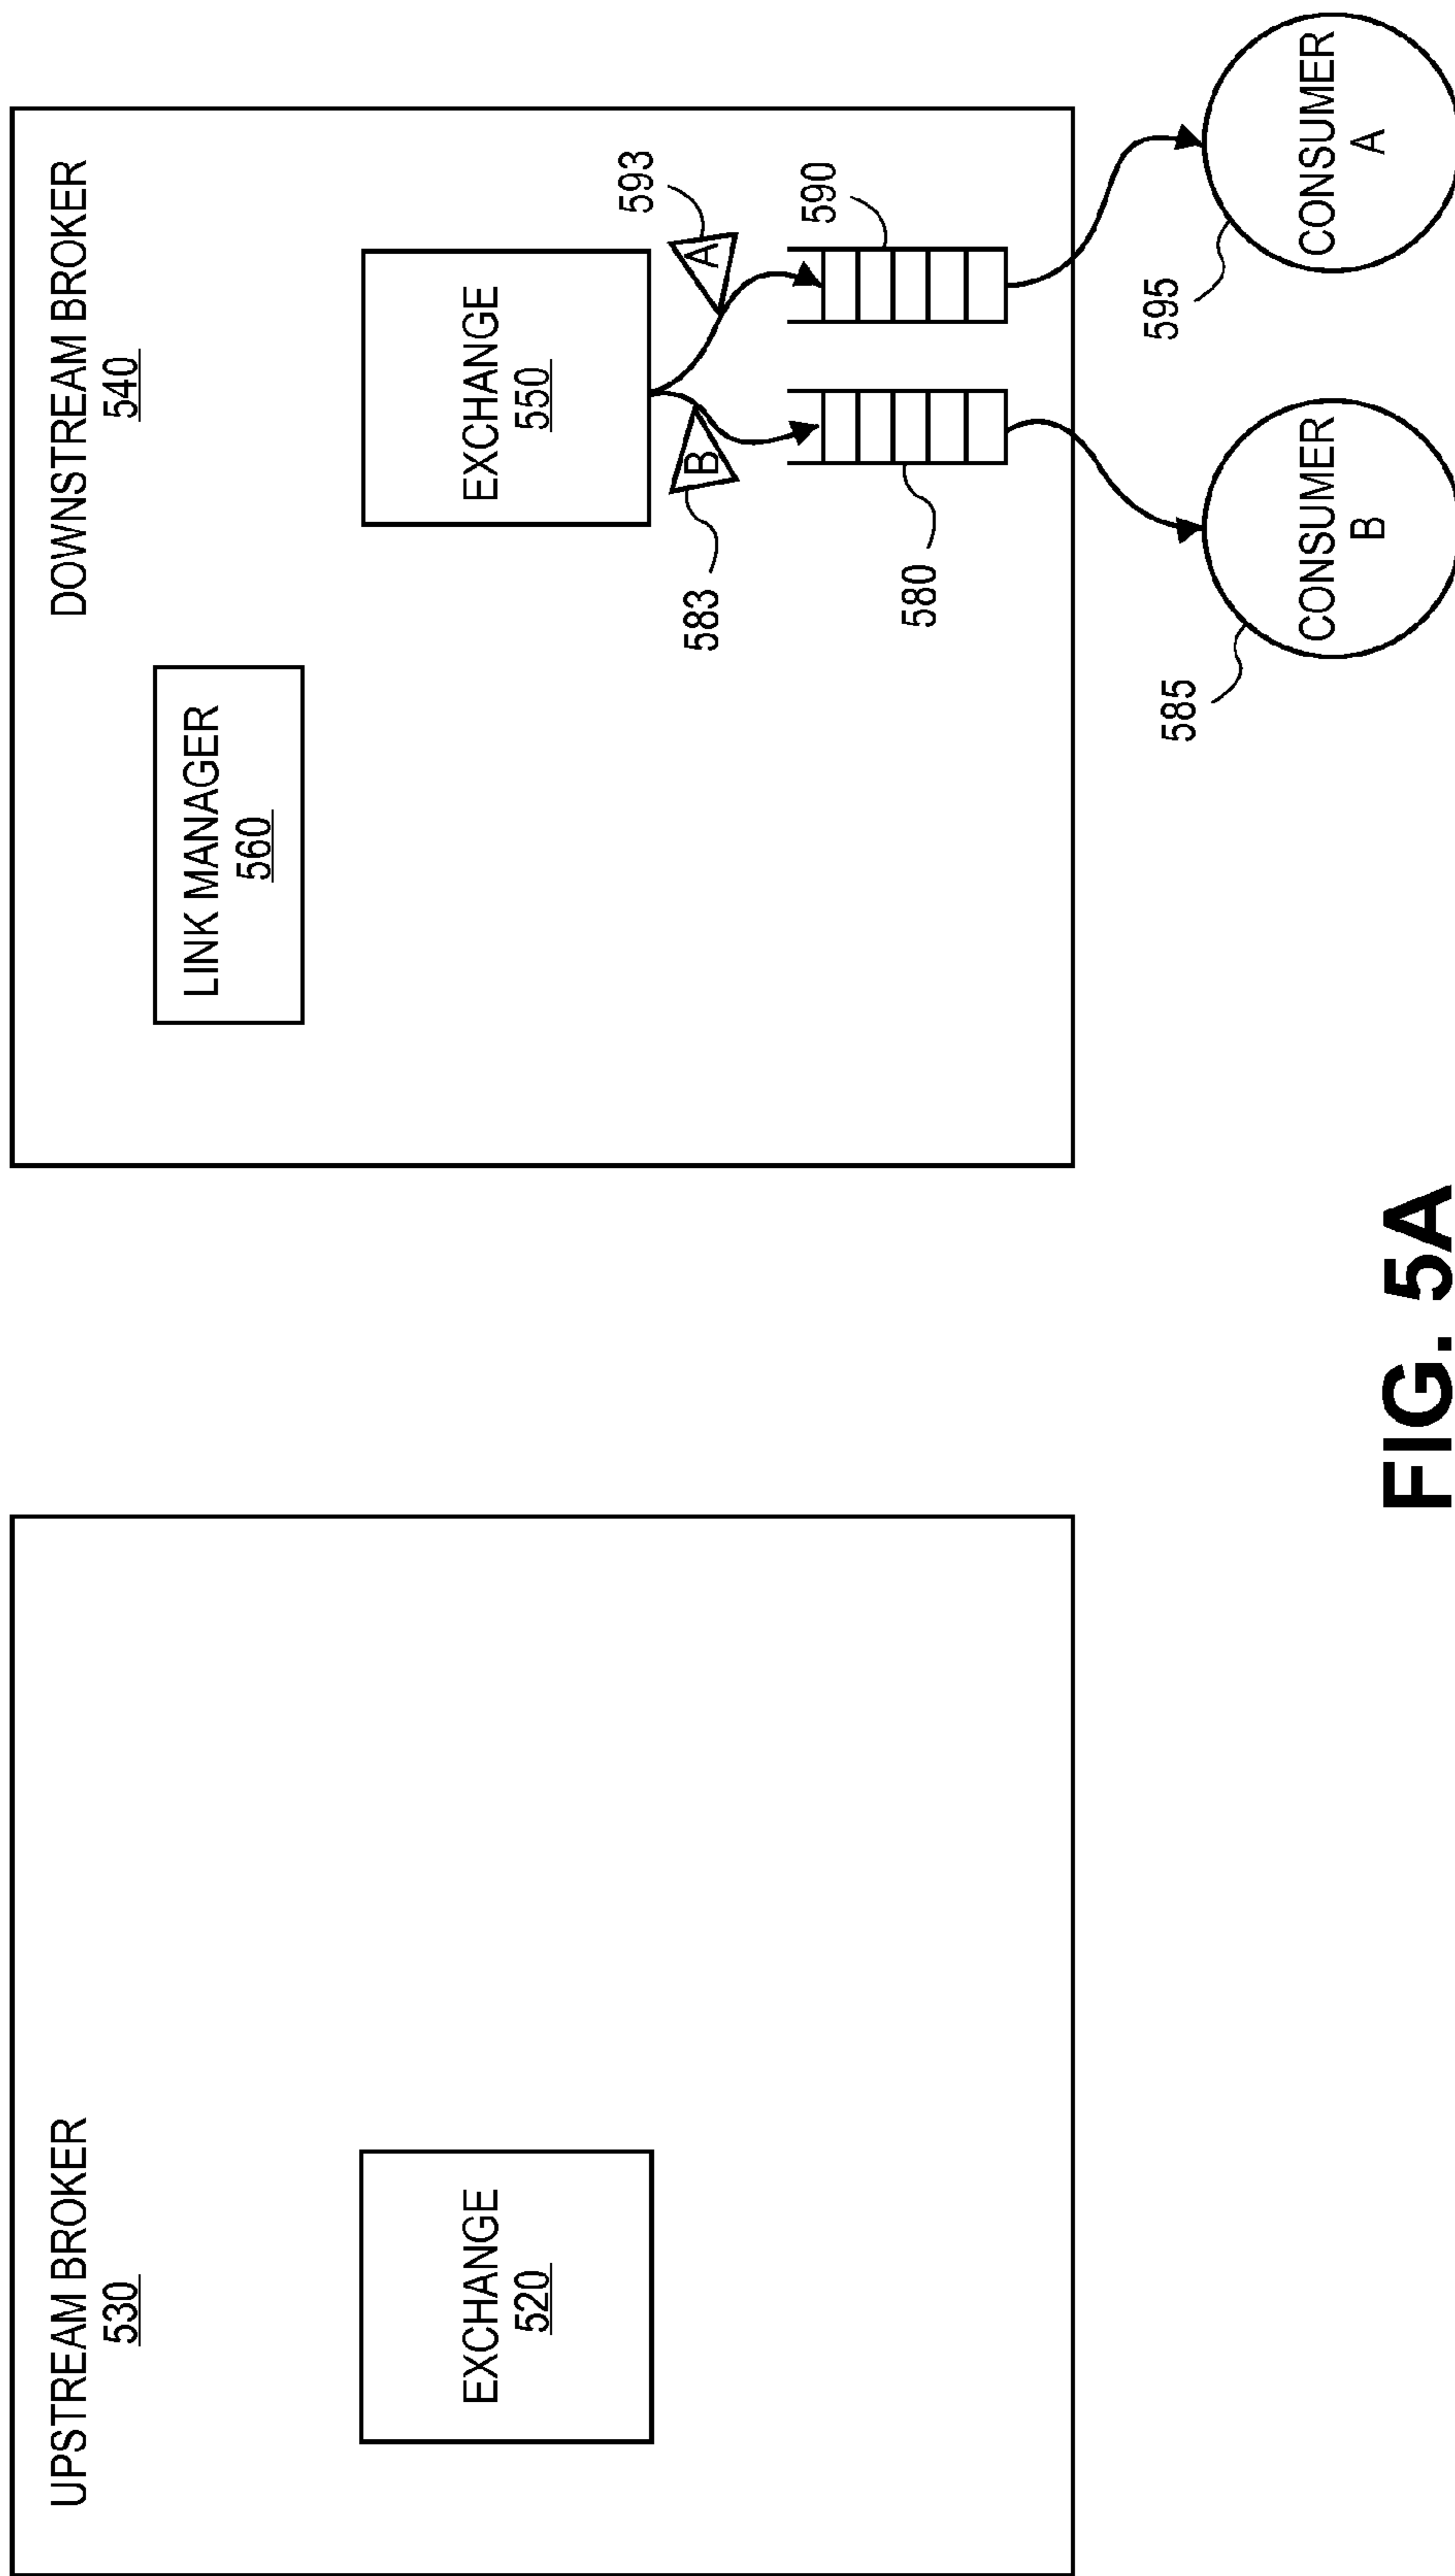 UPSTREAM BROKER
530
EXCHANGE
520
DOWNSTREAM BROKER
540
LINK MANAGER
560
EXCHANGE
550
B
583
A
593
580
590
585
CONSUMER
B
595
CONSUMER
A
FIG. 5A